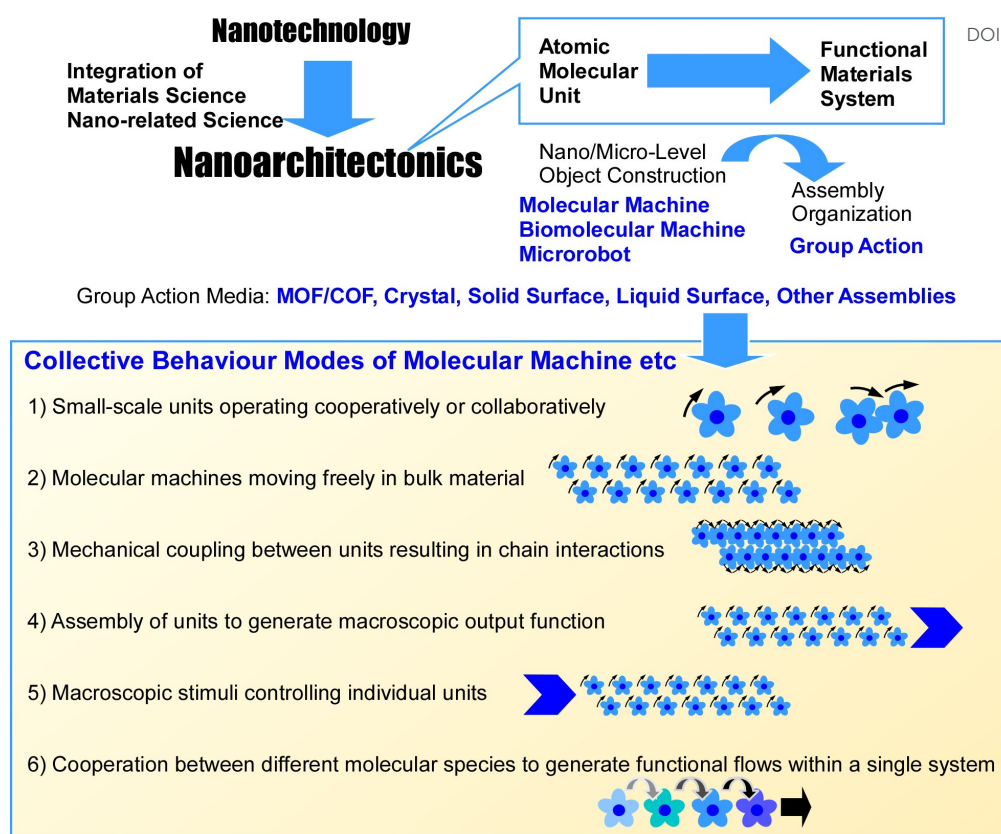 Nanotechnology
DOI
Integration of
Materials Science
Nano-related Science
Nanoarchitectonics
Atomic
Molecular
Unit
Functional
Materials
System
Nano/Micro-Level
Object Construction
Molecular Machine
Biomolecular Machine
Microrobot
Assembly
Organization
Group Action
Group Action Media: MOF/COF, Crystal, Solid Surface, Liquid Surface, Other Assemblies
Collective Behaviour Modes of Molecular Machine etc
1) Small-scale units operating cooperatively or collaboratively
2) Molecular machines moving freely in bulk material
3) Mechanical coupling between units resulting in chain interactions
4) Assembly of units to generate macroscopic output function
5) Macroscopic stimuli controlling individual units
6) Cooperation between different molecular species to generate functional flows within a single system